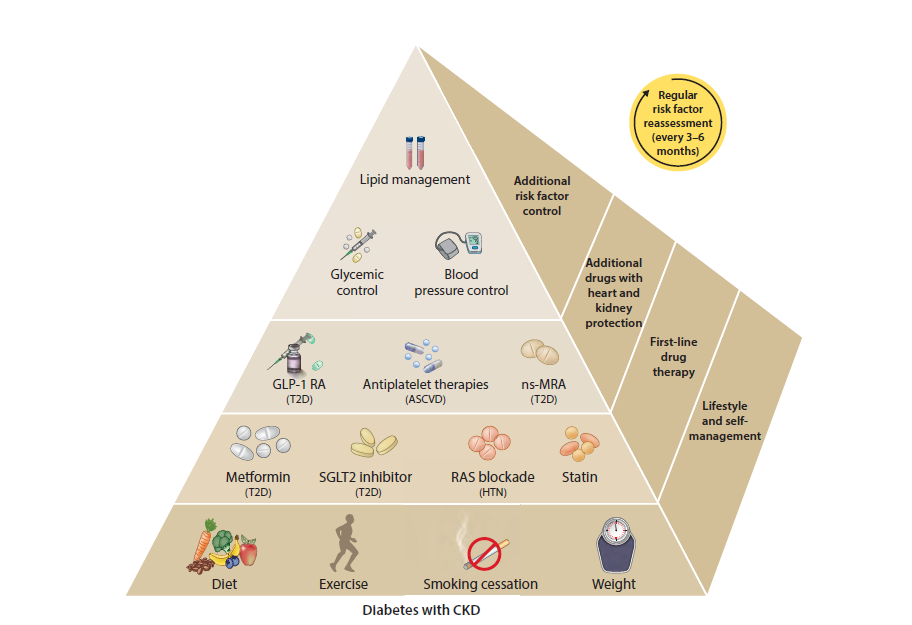 Regular
risk factor
reassessment
(every 3–6
months)
Lipid management
Additional
risk factor
control
Glycemic
control
Blood
pressure control
Additional
drugs with
heart and
kidney
protection
GLP-1 RA
(T2D)
Antiplatelet therapies
(ASCVD)
ns-MRA
(T2D)
First-line
drug
therapy
Metformin
(T2D)
SGLT2 inhibitor
(T2D)
RAS blockade
(HTN)
Statin
Lifestyle
and self-
management
Diet
Exercise
Smoking cessation
Weight
Diabetes with CKD